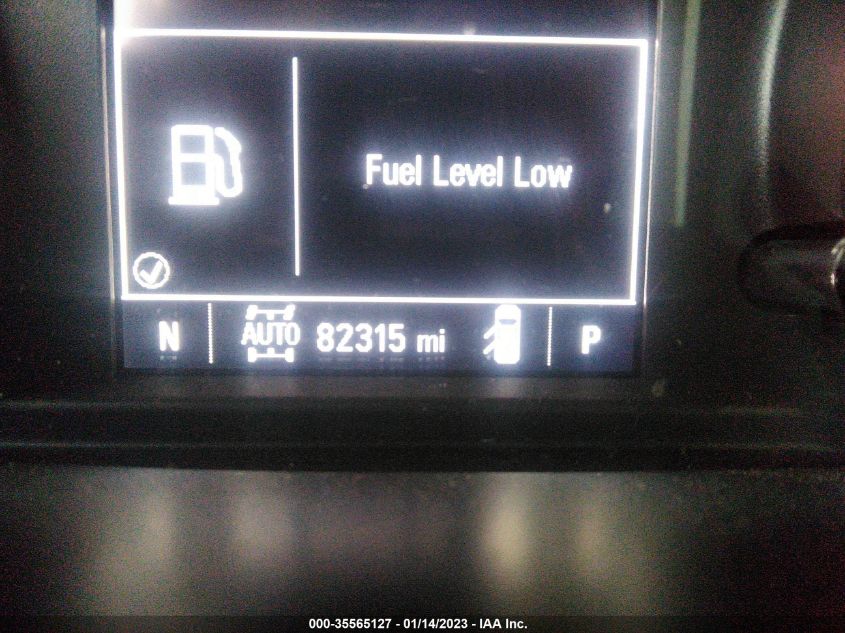 Fuel Level Low
N AUTO 82315 mi P
000-35565127 - 01/14/2023 - IAA Inc.